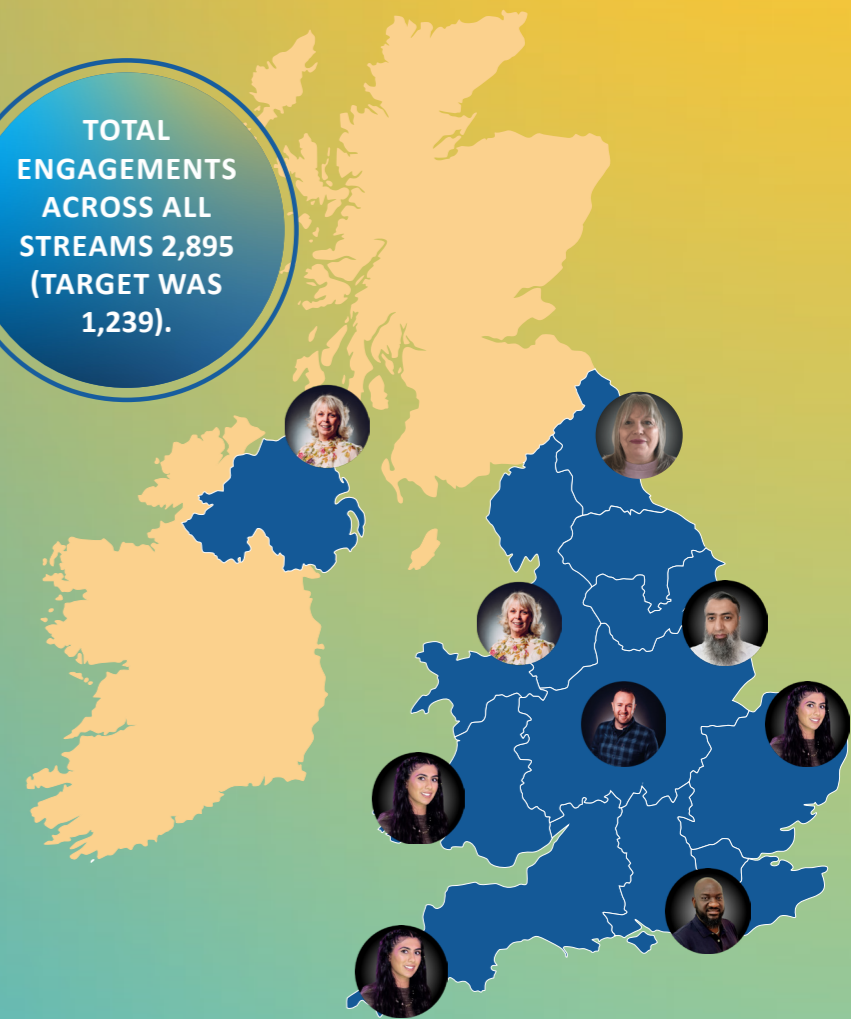 TOTAL
ENGAGEMENTS
ACROSS ALL
STREAMS 2,895
(TARGET WAS
1,239).